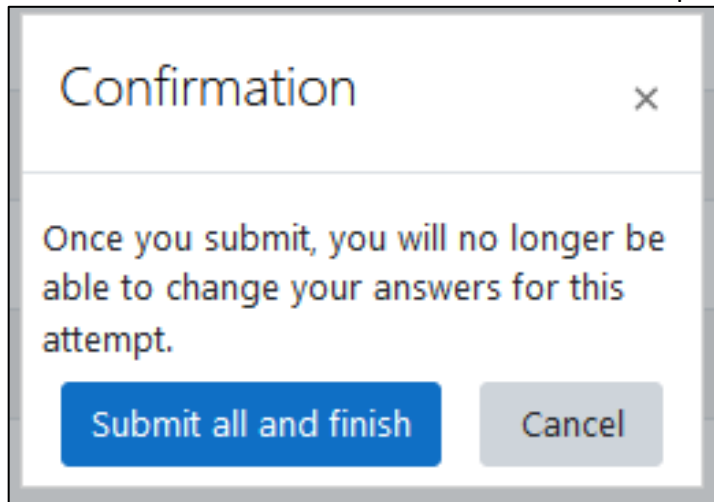 Confirmation
×
Once you submit, you will no longer be
able to change your answers for this
attempt.
Submit all and finish
Cancel